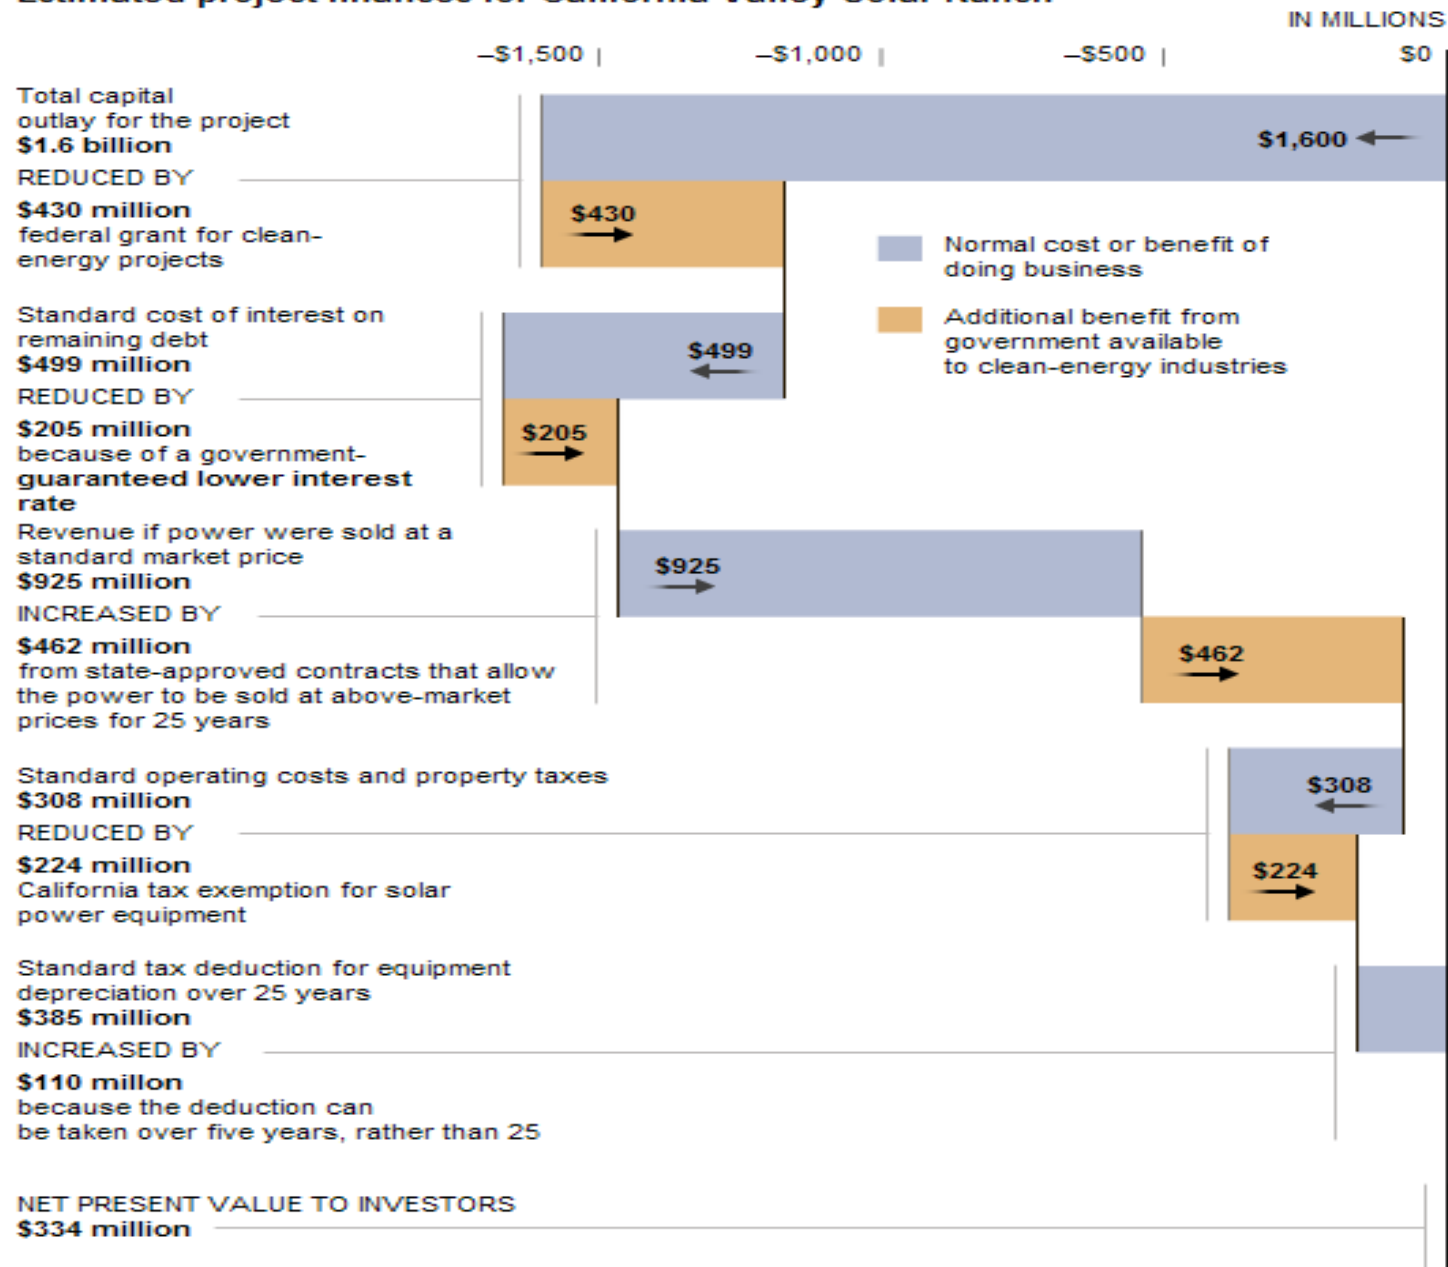 Estimated project finances for California Valley Solar Ranch
IN MILLIONS
–$1,500
–$1,000
–$500
$0
Total capital
outlay for the project
$1.6 billion
REDUCED BY
$430 million
federal grant for clean-
energy projects
$1,600
$430
Normal cost or benefit of
doing business
Additional benefit from
government available
to clean-energy industries
Standard cost of interest on
remaining debt
$499 million
REDUCED BY
$205 million
because of a government-
guaranteed lower interest
rate
$499
$205
Revenue if power were sold at a
standard market price
$925 million
INCREASED BY
$462 million
from state-approved contracts that allow
the power to be sold at above-market
prices for 25 years
$925
$462
Standard operating costs and property taxes
$308 million
REDUCED BY
$224 million
California tax exemption for solar
power equipment
$308
$224
Standard tax deduction for equipment
depreciation over 25 years
$385 million
INCREASED BY
$110 millon
because the deduction can
be taken over five years, rather than 25
NET PRESENT VALUE TO INVESTORS
$334 million